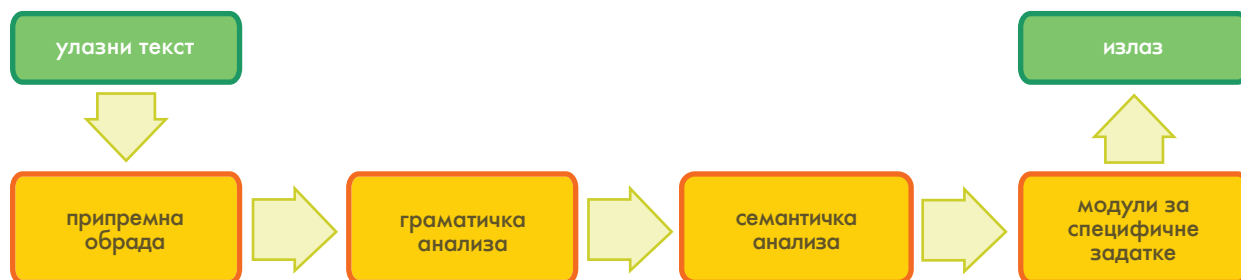 улазни текст
излаз
припремна
обрада
граматичка
анализа
семантичка
анализа
модули за
специфичне
задатке